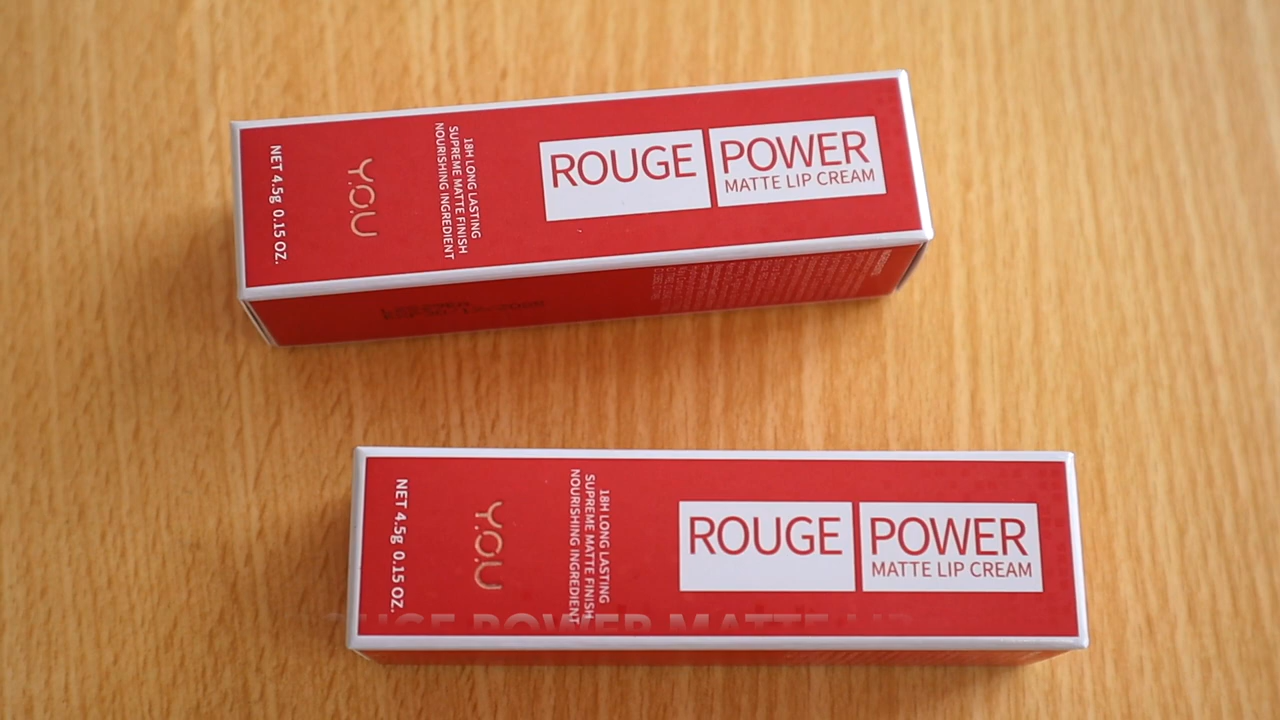 ROUGE
POWER
MATTE LIP CREAM
18H LONG LASTING
SUPREME MATTE FINISH
NOURISHING INGREDIENT
Y.O.U
NET 4.5g 0.15 OZ.
ROUGE
POWER
MATTE LIP CREAM
18H LONG LASTING
SUPREME MATTE FINISH
NOURISHING INGREDIENT
Y.O.U
NET 4.5g 0.15 OZ.
POWER MATTE